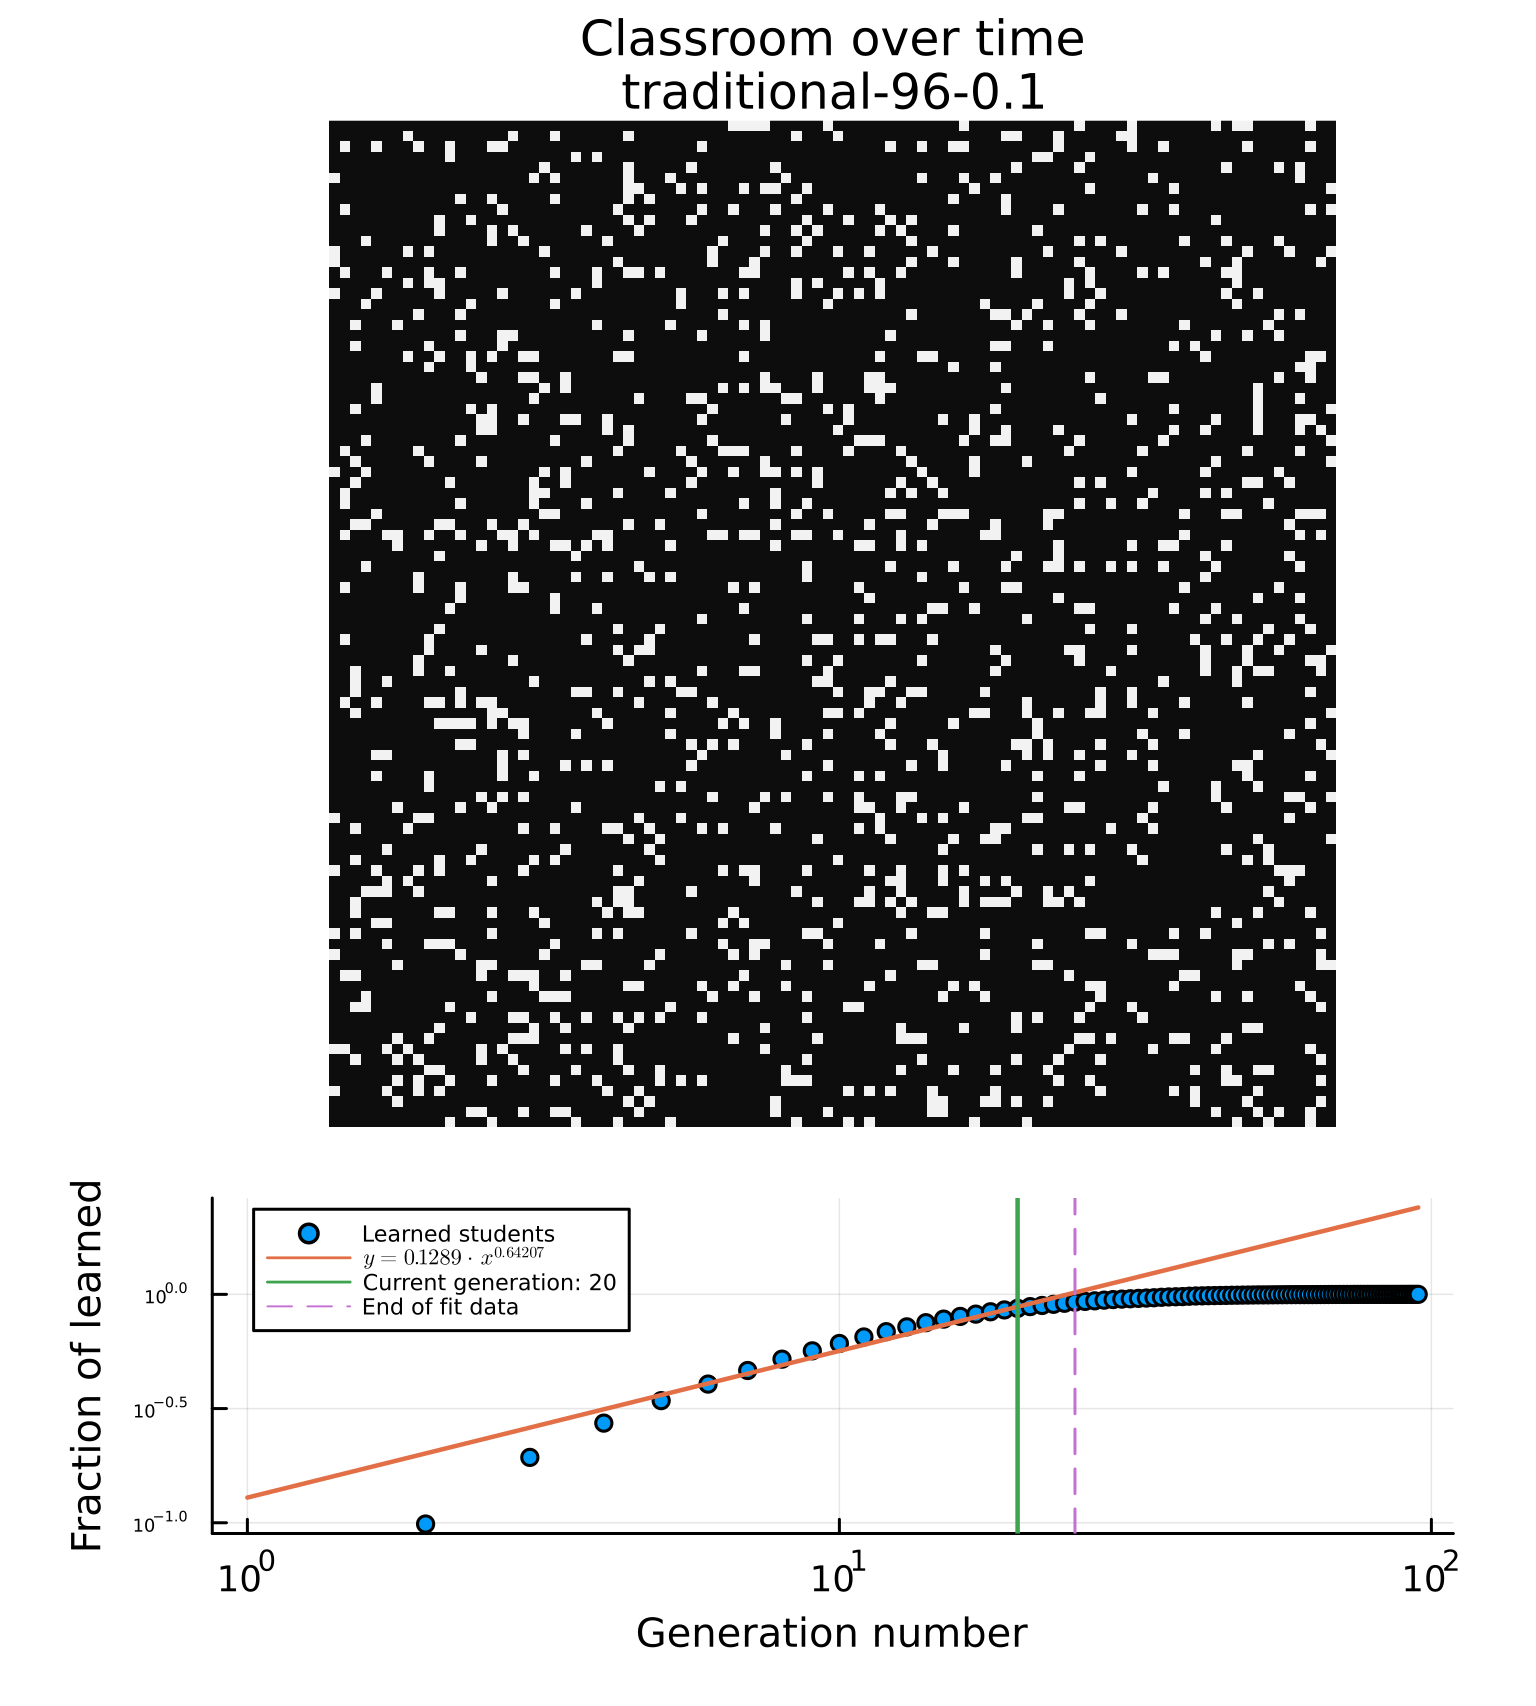 Classroom over time
traditional-96-0.1
Fraction of learned
Learned students
y = 0.1289 · x^0.64207
Current generation: 20
End of fit data
10^0.0
10^−0.5
10^−1.0
10^0
10^1
10^2
Generation number